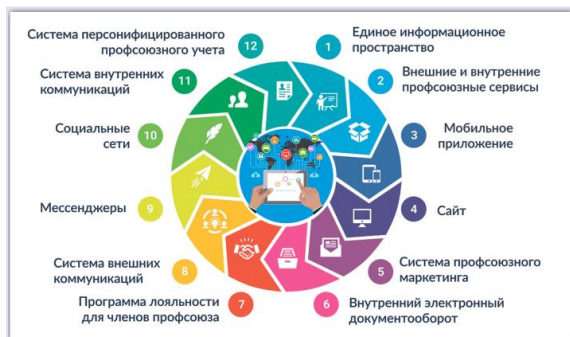 1
Единое информационное
пространство
2
Внешние и внутренние
профсоюзные сервисы
3
Мобильное
приложение
4
Сайт
5
Система профсоюзного
маркетинга
6
Внутренний электронный
документооборот
7
Программа лояльности
для членов профсоюза
8
Система внешних
коммуникаций
9
Мессенджеры
10
Социальные
сети
11
Система внутренних
коммуникаций
12
Система персонифицированного
профсоюзного учета